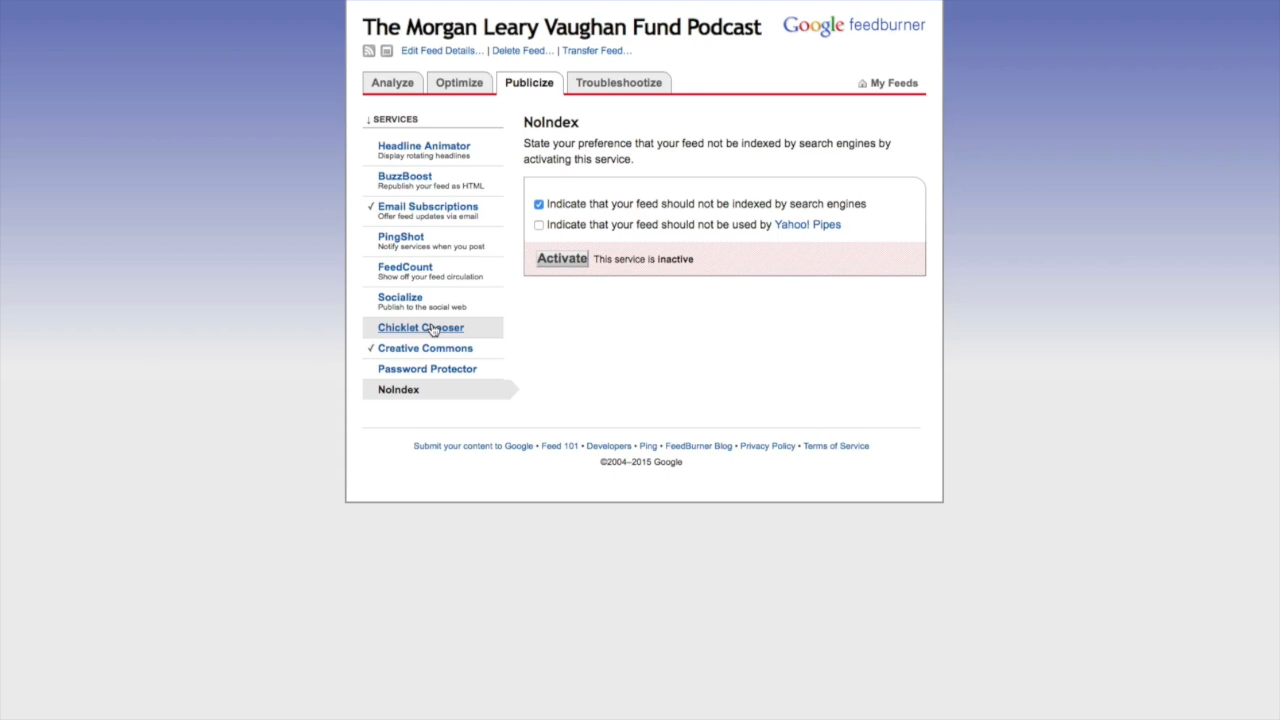 The Morgan Leary Vaughan Fund Podcast
Google feedburner
Edit Feed Details... | Delete Feed... | Transfer Feed...
Analyze
Optimize
Publicize
Troubleshootize
My Feeds
↓ SERVICES
Headline Animator
Display rotating headlines
BuzzBoost
Republish your feed as HTML
✓ Email Subscriptions
Offer feed updates via email
PingShot
Notify services when you post
FeedCount
Show off your feed circulation
Socialize
Publish to the social web
Chicklet Chooser
✓ Creative Commons
Password Protector
NoIndex
NoIndex
State your preference that your feed not be indexed by search engines by
activating this service.
Indicate that your feed should not be indexed by search engines
Indicate that your feed should not be used by Yahoo! Pipes
Activate This service is inactive
Submit your content to Google • Feed 101 • Developers • Ping • FeedBurner Blog • Privacy Policy • Terms of Service
©2004–2015 Google